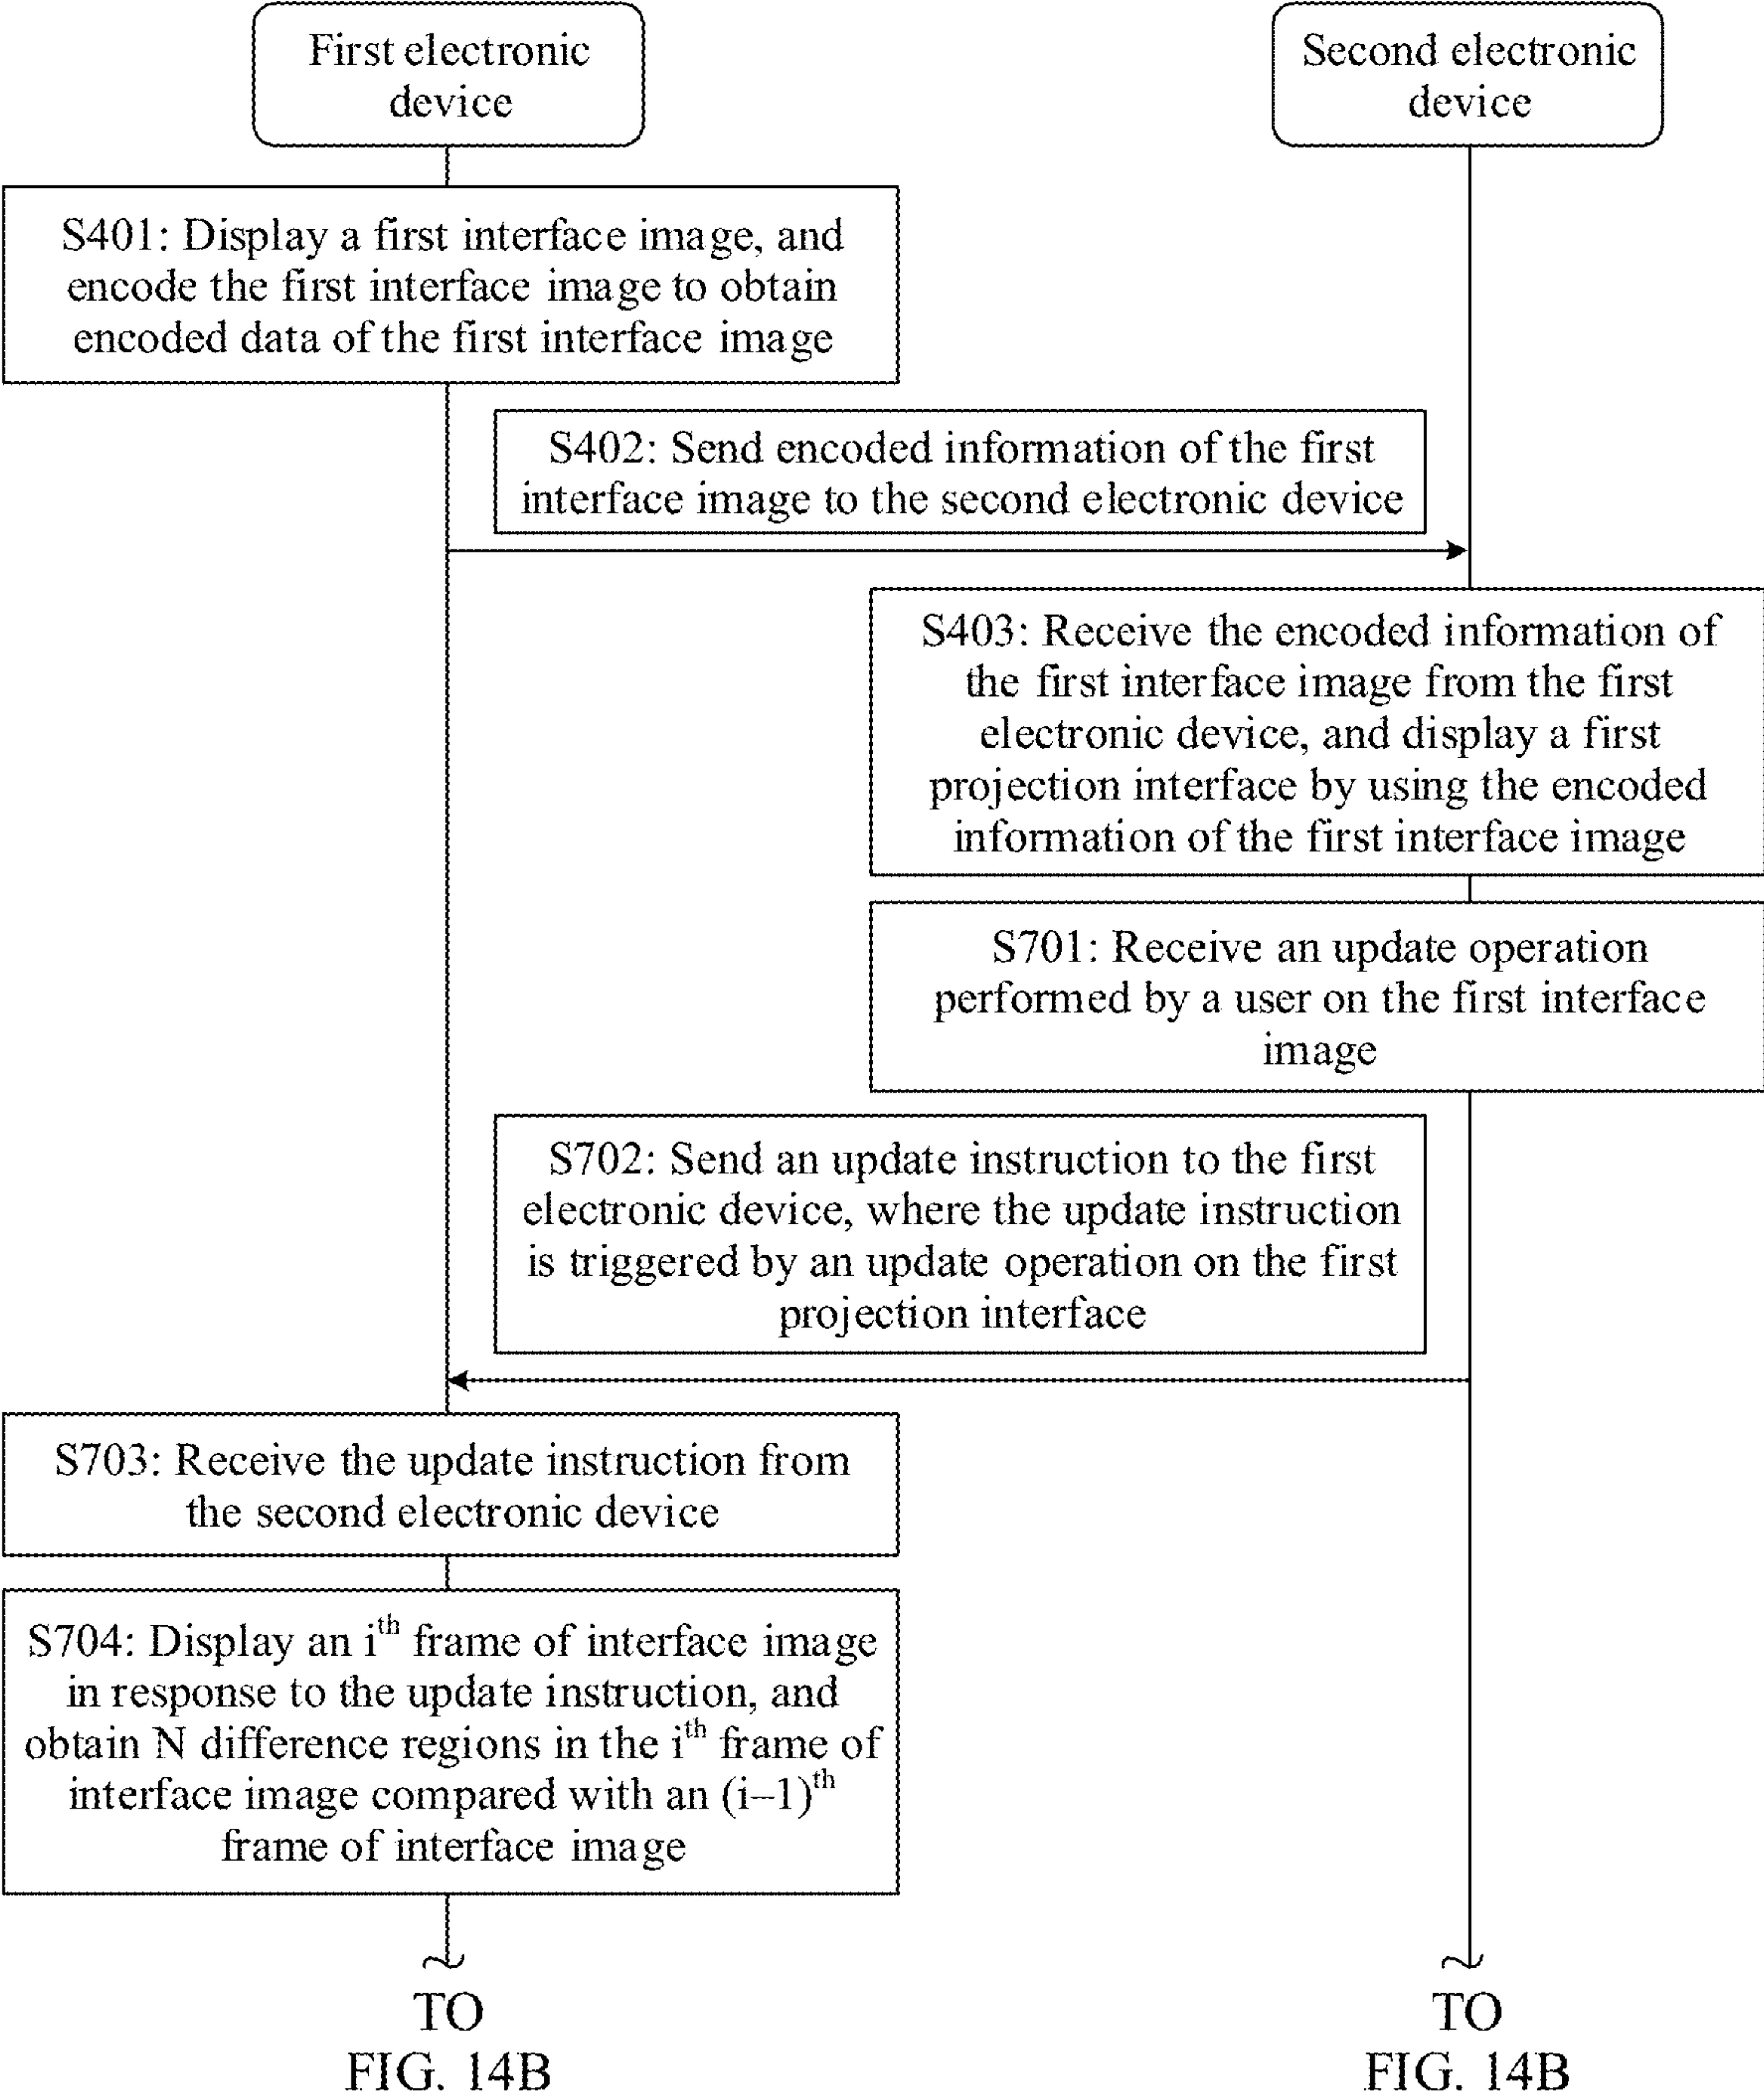 First electronic
device
Second electronic
device
S401: Display a first interface image, and
encode the first interface image to obtain
encoded data of the first interface image
S402: Send encoded information of the first
interface image to the second electronic device
S403: Receive the encoded information of
the first interface image from the first
electronic device, and display a first
projection interface by using the encoded
information of the first interface image
S701: Receive an update operation
performed by a user on the first interface
image
S702: Send an update instruction to the first
electronic device, where the update instruction
is triggered by an update operation on the first
projection interface
S703: Receive the update instruction from
the second electronic device
S704: Display an iᵗʰ frame of interface image
in response to the update instruction, and
obtain N difference regions in the iᵗʰ frame of
interface image compared with an (i–1)ᵗʰ
frame of interface image
TO
FIG. 14B
TO
FIG. 14B